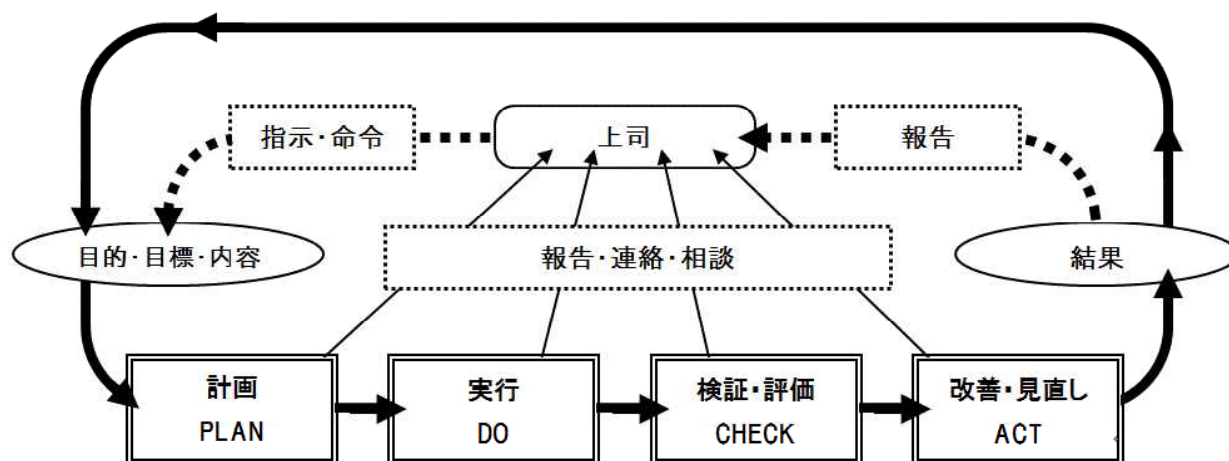 指示・命令
上司
報告
目的・目標・内容
報告・連絡・相談
結果
計画
PLAN
実行
DO
検証・評価
CHECK
改善・見直し
ACT